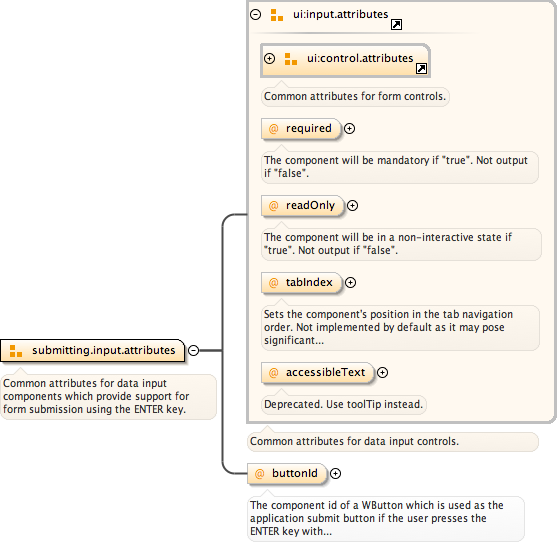 ui:input.attributes
ui:control.attributes
Common attributes for form controls.
@ required
The component will be mandatory if "true". Not output
if "false".
@ readOnly
The component will be in a non-interactive state if
"true". Not output if "false".
@ tabIndex
Sets the component's position in the tab navigation
order. Not implemented by default as it may pose
significant...
@ accessibleText
Deprecated. Use toolTip instead.
Common attributes for data input controls.
submitting.input.attributes
Common attributes for data input
components which provide support for
form submission using the ENTER key.
@ buttonId
The component id of a WButton which is used as the
application submit button if the user presses the
ENTER key with...